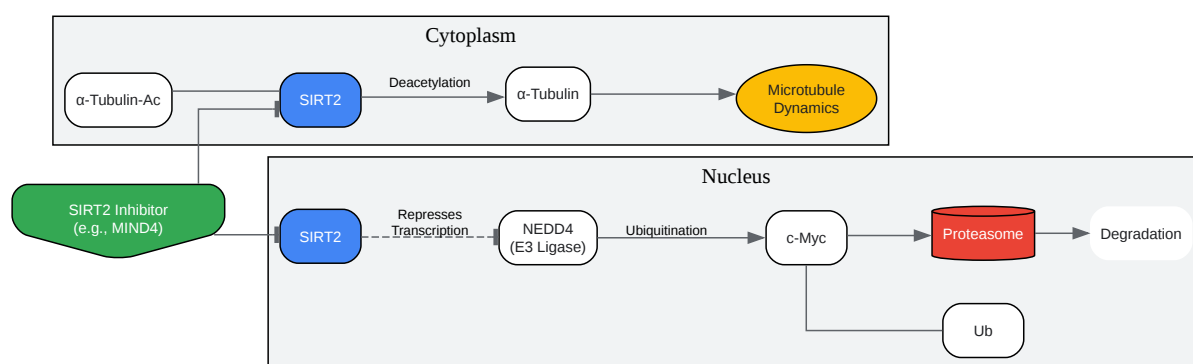 Cytoplasm
α-Tubulin-Ac
SIRT2
Deacetylation
α-Tubulin
Microtubule
Dynamics
SIRT2 Inhibitor
(e.g., MIND4)
Nucleus
SIRT2
Represses
Transcription
NEDD4
(E3 Ligase)
Ubiquitination
c-Myc
Proteasome
Degradation
Ub